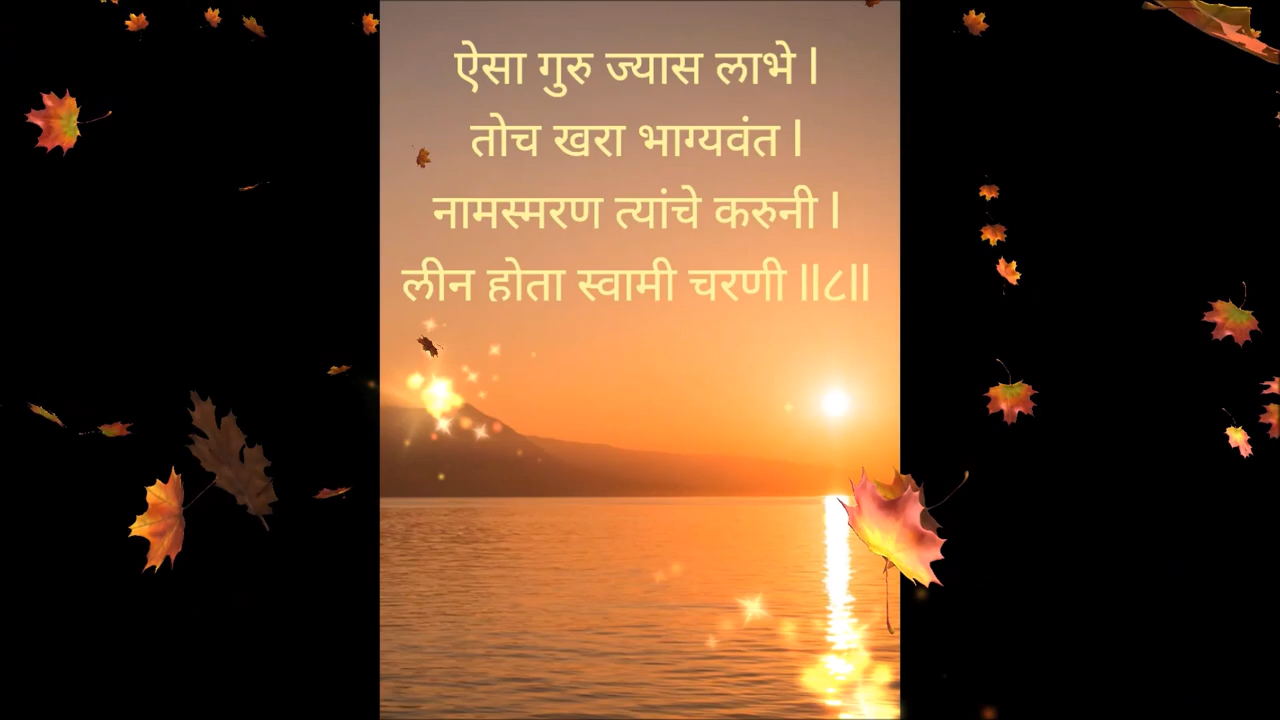 ऐसा गुरु ज्यास लाभे |
तोच खरा भाग्यवंत |
नामस्मरण त्यांचे करुनी |
लीन होता स्वामी चरणी ||८||